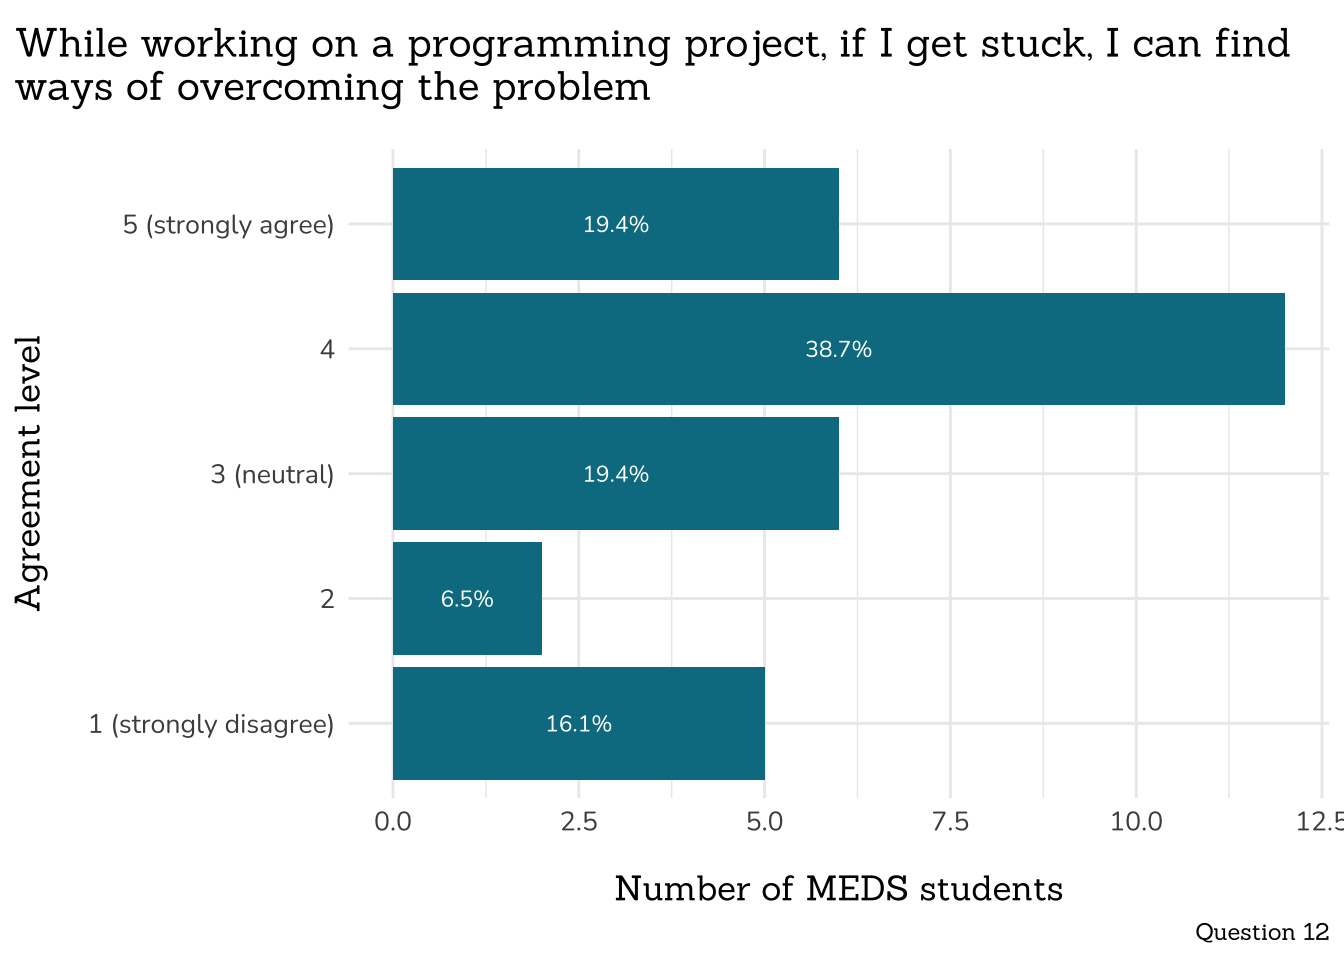 While working on a programming project, if I get stuck, I can find
ways of overcoming the problem
Agreement level
5 (strongly agree)
19.4%
4
38.7%
3 (neutral)
19.4%
2
6.5%
1 (strongly disagree)
16.1%
0.0 2.5 5.0 7.5 10.0 12.5
Number of MEDS students
Question 12